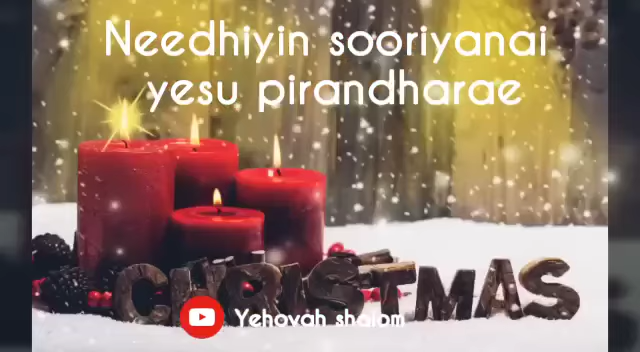 Needhiyin sooriyanai
yesu pirandharae
CHRISTMAS
Yehovah shalom